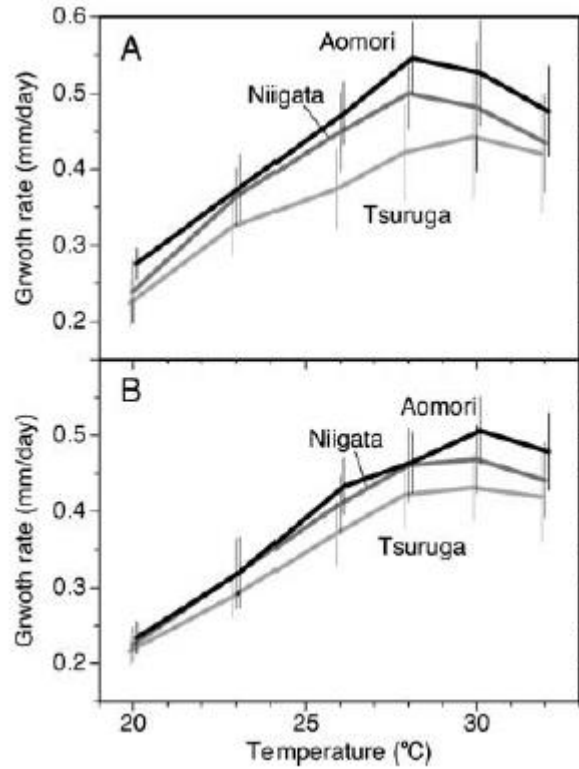 0.6
A
Aomori
Niigata
0.5
0.4
Tsuruga
0.3
0.2
Grwoth rate (mm/day)
B
Aomori
Niigata
0.5
0.4
Tsuruga
0.3
0.2
Grwoth rate (mm/day)
20 25 30
Temperature (°C)